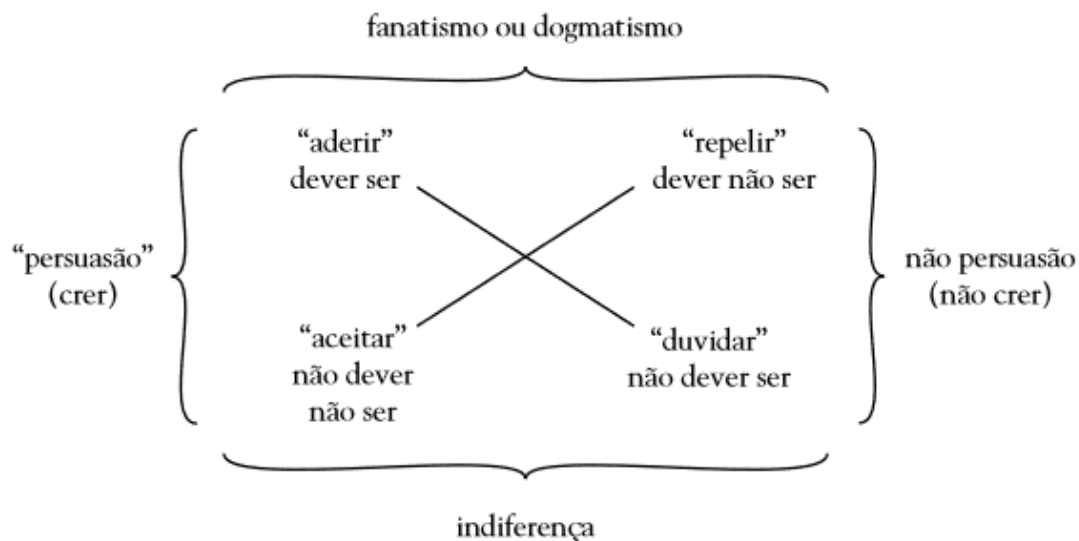 fanatismo ou dogmatismo
“aderir”
dever ser
“repelir”
dever não ser
“persuasão”
(crer)
não persuasão
(não crer)
“aceitar”
não dever
não ser
“duvidar”
não dever ser
indiferença